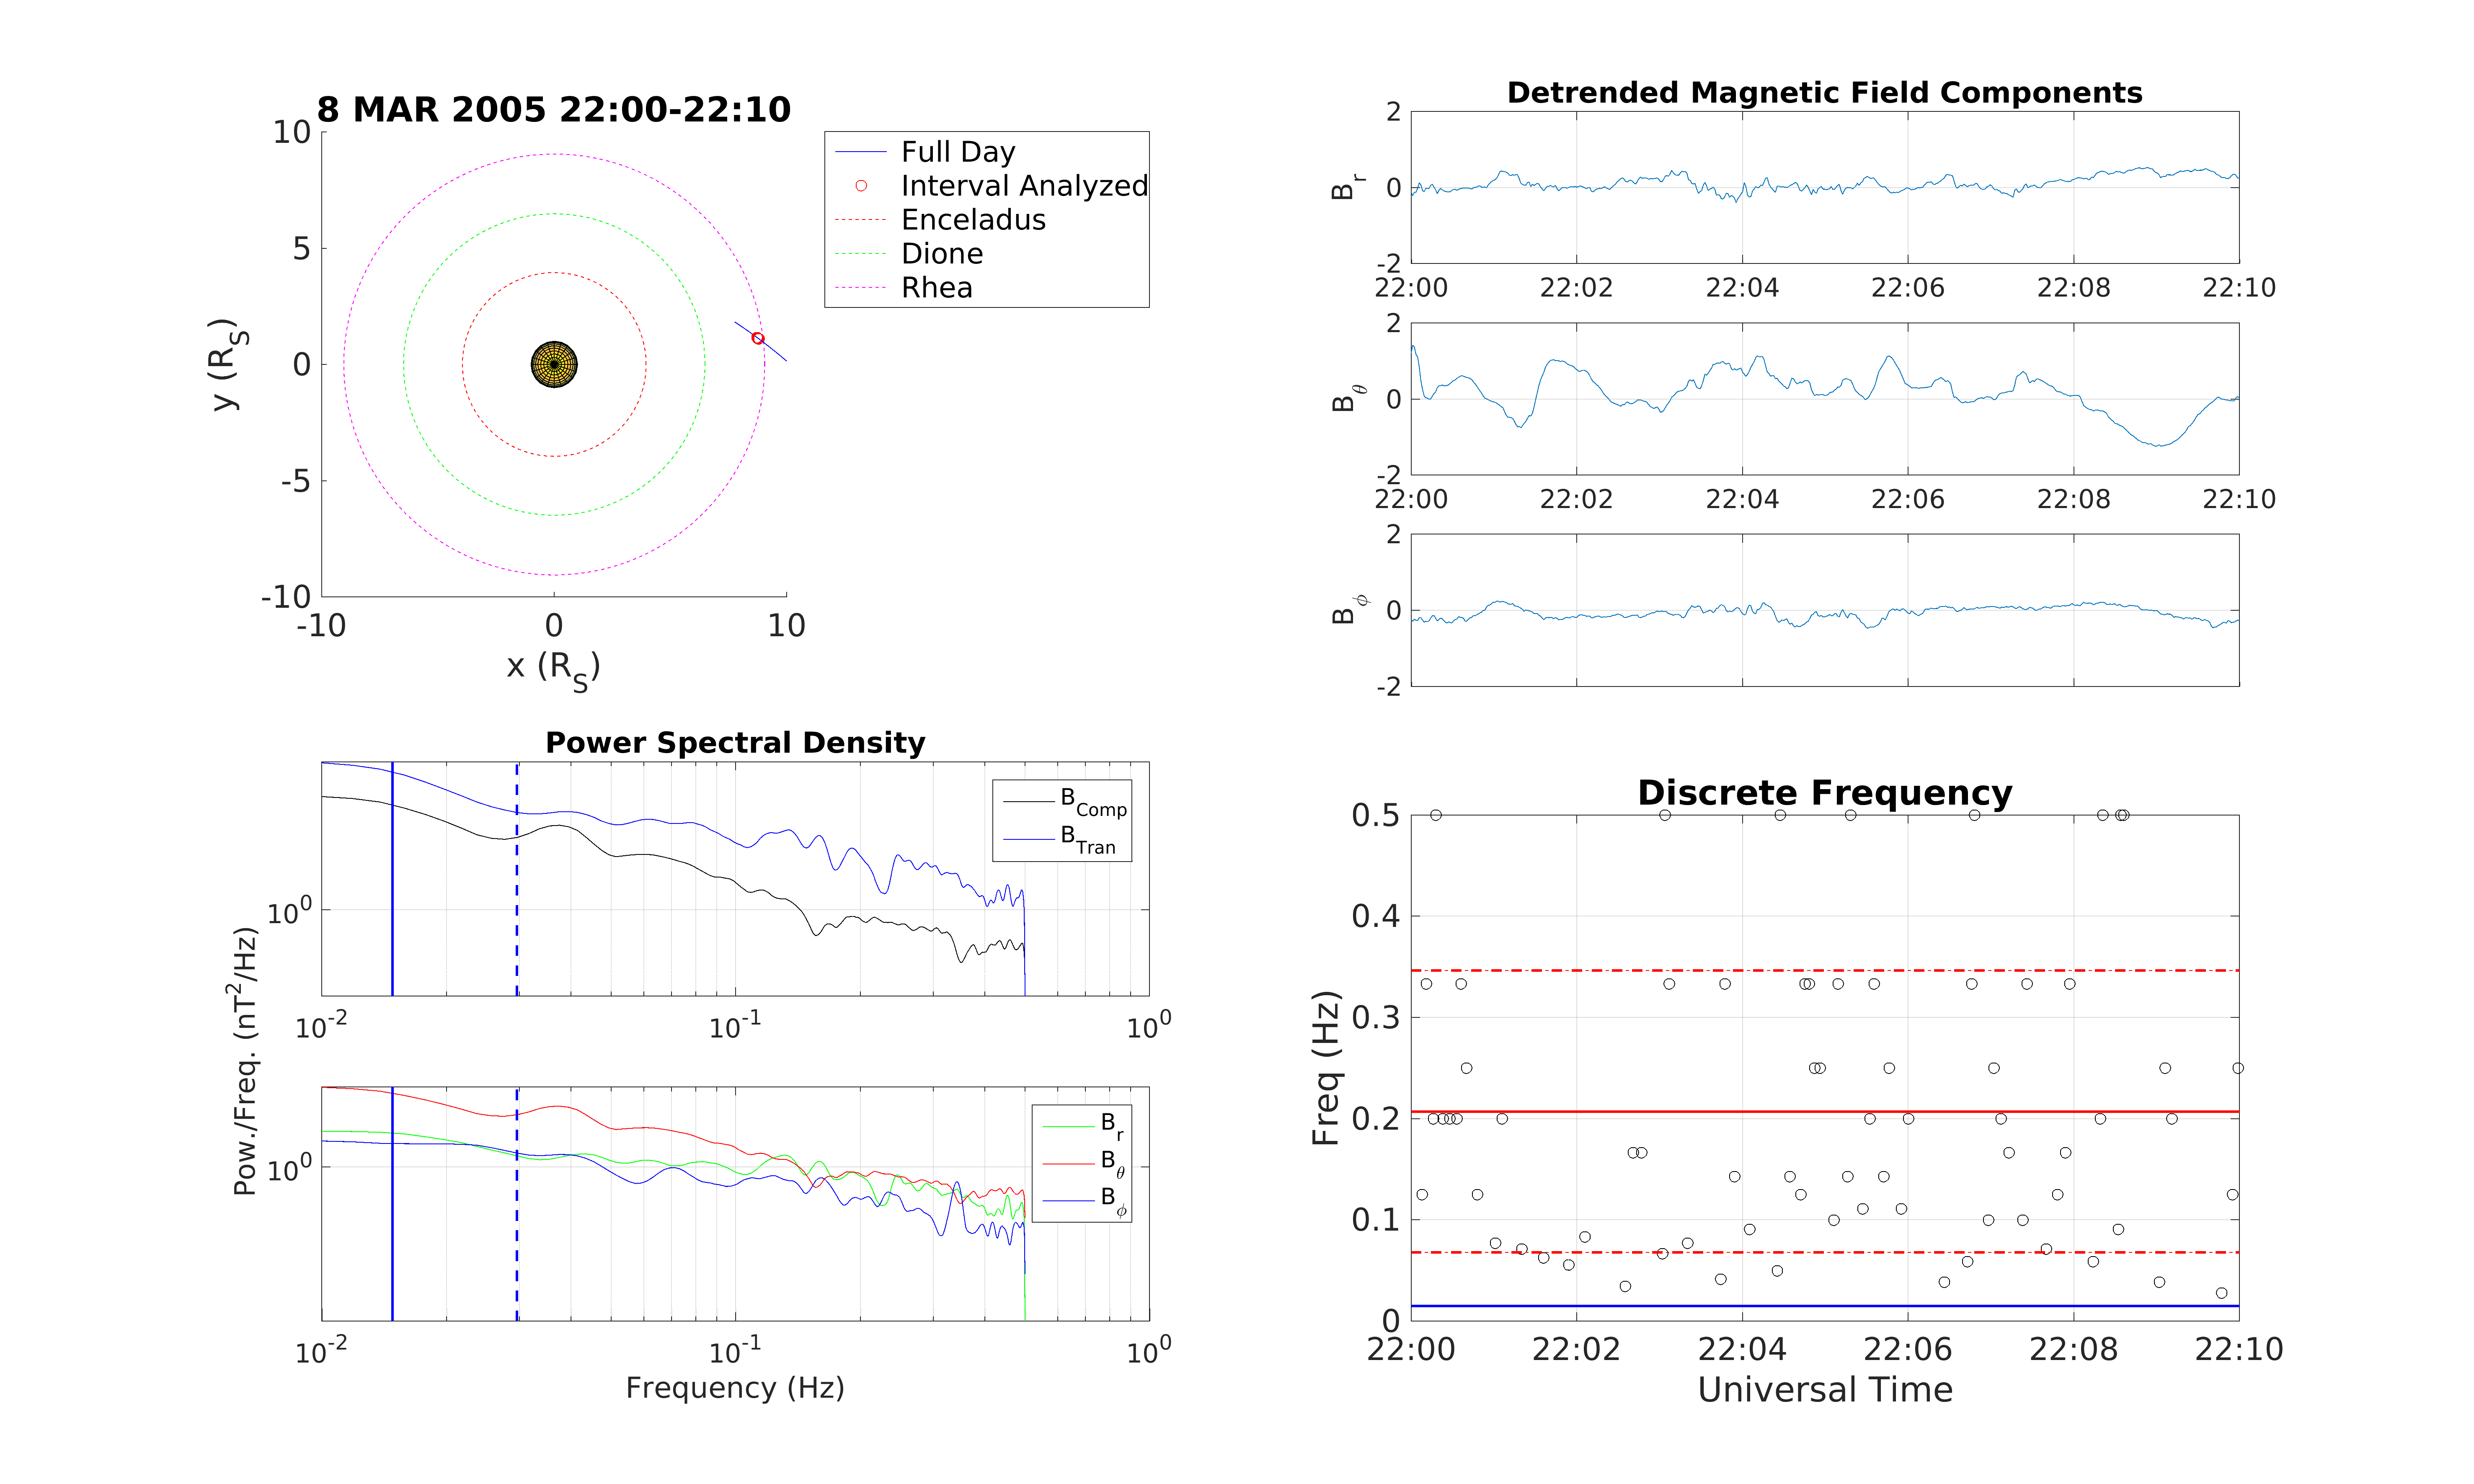 8 MAR 2005 22:00-22:10
10
5
0
-5
-10
y (R_S)
-10 0 10
x (R_S)
Full Day
Interval Analyzed
Enceladus
Dione
Rhea
Detrended Magnetic Field Components
2
0
-2
B_r
22:00 22:02 22:04 22:06 22:08 22:10
2
0
-2
B_θ
22:00 22:02 22:04 22:06 22:08 22:10
2
0
-2
B_ϕ
Power Spectral Density
10^0
B_Comp
B_Tran
10^-2 10^-1 10^0
Pow./Freq. (nT^2/Hz)
10^0
B_r
B_θ
B_ϕ
10^-2 10^-1 10^0
Frequency (Hz)
Discrete Frequency
0.5
0.4
0.3
0.2
0.1
0
Freq (Hz)
22:00 22:02 22:04 22:06 22:08 22:10
Universal Time